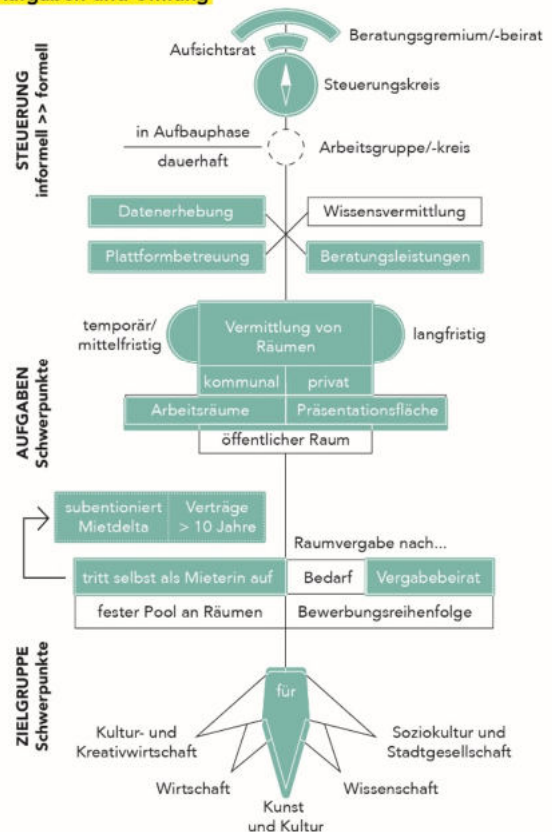 Aufsichtsrat
Beratungsgremium/-beirat
Steuerungskreis
STEUERUNG
informell >> formell
in Aufbauphase
dauerhaft
Arbeitsgruppe/-kreis
Datenerhebung
Wissensvermittlung
Plattformbetreuung
Beratungsleistungen
AUFGABEN
Schwerpunkte
temporär/
mittelfristig
Vermittlung von
Räumen
langfristig
kommunal
privat
Arbeitsräume
Präsentationsfläche
öffentlicher Raum
subentioniert
Mietdelta
Verträge
> 10 Jahre
Raumvergabe nach...
tritt selbst als Mieterin auf
Bedarf
Vergabebeirat
fester Pool an Räumen
Bewerbungsreihenfolge
ZIELGRUPPE
Schwerpunkte
für
Kultur- und
Kreativwirtschaft
Soziokultur und
Stadtgesellschaft
Wirtschaft
Wissenschaft
Kunst
und Kultur